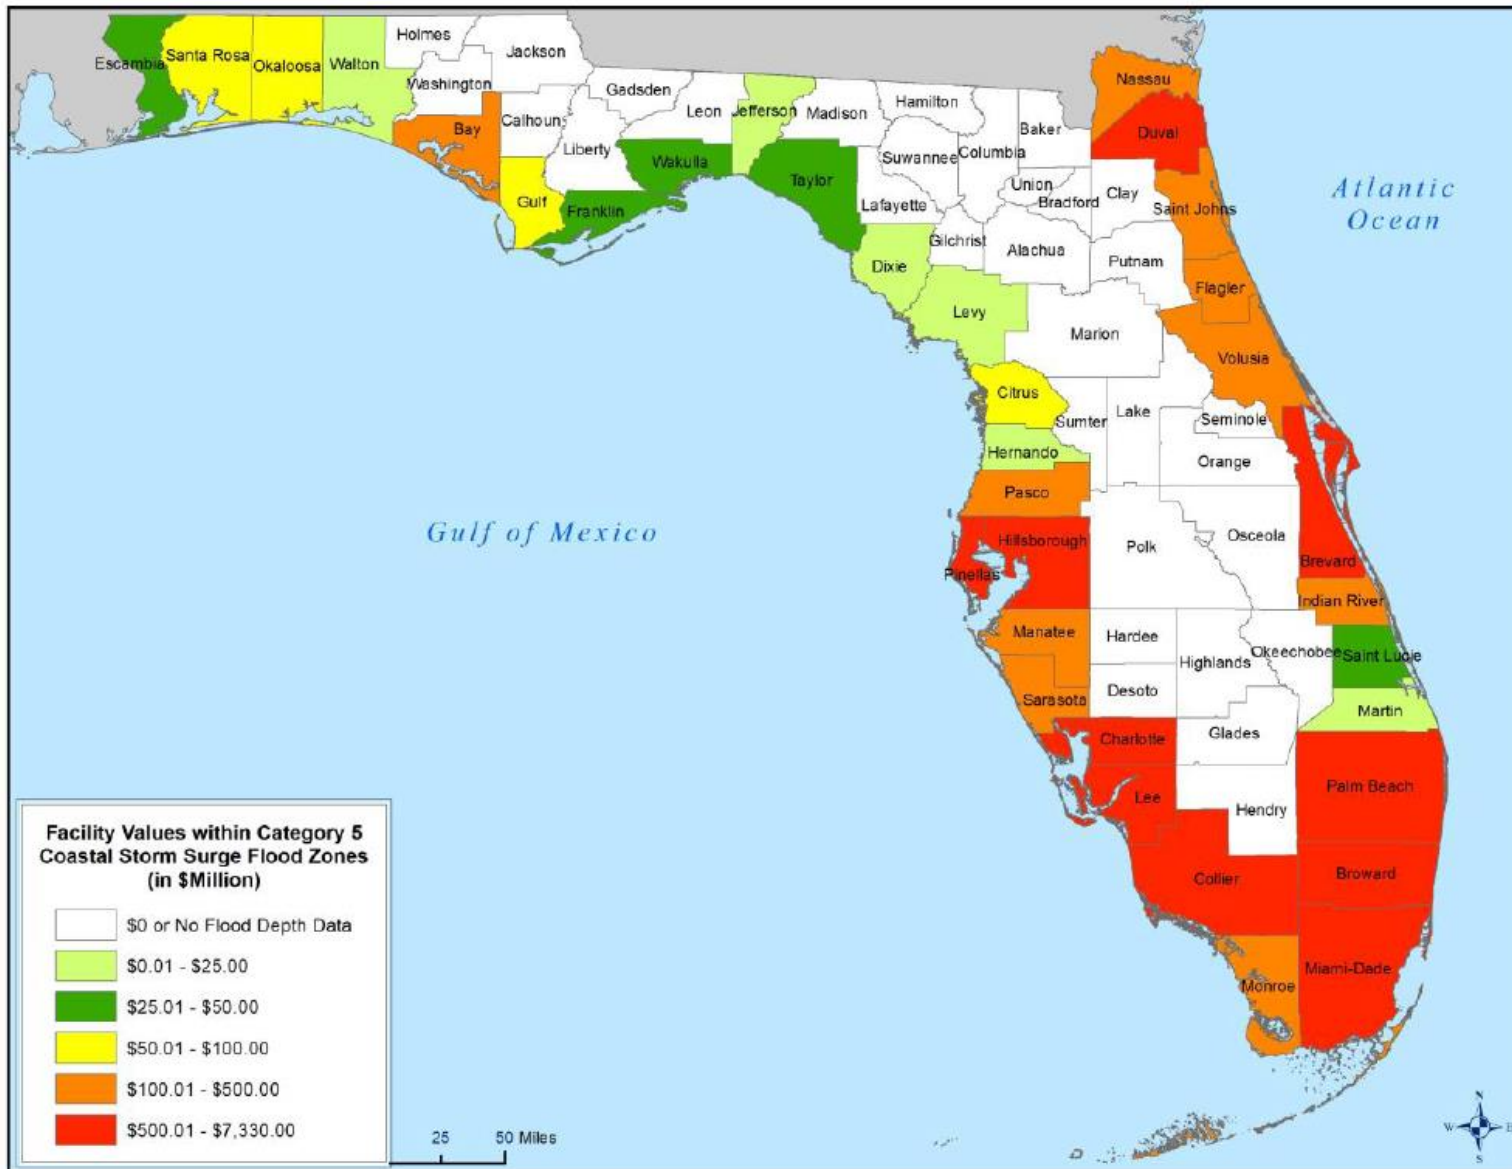 Holmes
Jackson
Escambia
Santa Rosa
Okaloosa
Walton
Washington
Gadsden
Leon
Jefferson
Madison
Hamilton
Nassau
Bay
Calhoun
Liberty
Wakulla
Taylor
Suwannee
Columbia
Baker
Duval
Gulf
Franklin
Lafayette
Union
Bradford
Clay
Saint Johns
Atlantic
Ocean
Dixie
Gilchrist
Alachua
Putnam
Flagler
Levy
Marion
Volusia
Citrus
Sumter
Lake
Seminole
Hernando
Orange
Pasco
Gulf of Mexico
Hillsborough
Polk
Osceola
Pinellas
Brevard
Indian River
Manatee
Hardee
Highlands
Okeechobee
Saint Lucie
Sarasota
Desoto
Martin
Charlotte
Glades
Lee
Hendry
Palm Beach
Collier
Broward
Monroe
Miami-Dade
Facility Values within Category 5
Coastal Storm Surge Flood Zones
(in $Million)
$0 or No Flood Depth Data
$0.01 - $25.00
$25.01 - $50.00
$50.01 - $100.00
$100.01 - $500.00
$500.01 - $7,330.00
25 50 Miles
N
W E
S